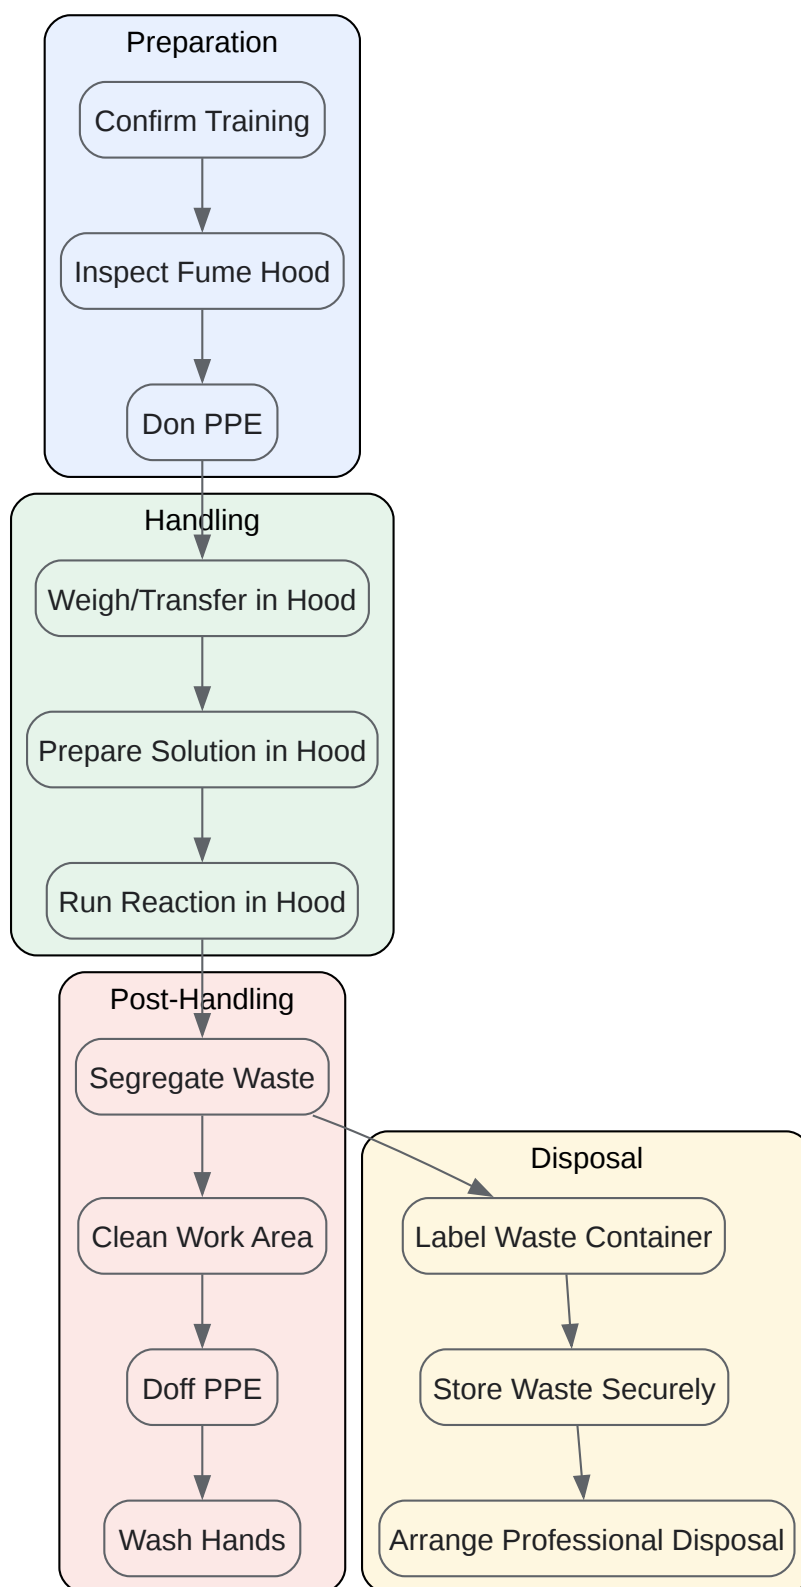 Preparation
Confirm Training
Inspect Fume Hood
Don PPE
Handling
Weigh/Transfer in Hood
Prepare Solution in Hood
Run Reaction in Hood
Post-Handling
Segregate Waste
Clean Work Area
Doff PPE
Wash Hands
Disposal
Label Waste Container
Store Waste Securely
Arrange Professional Disposal